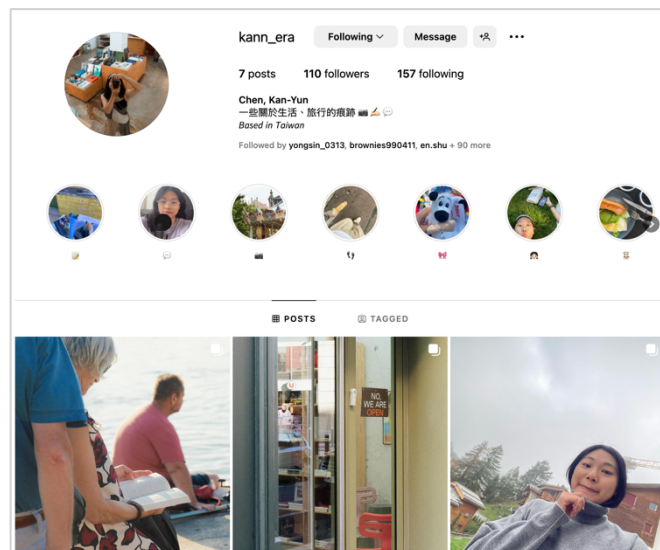 kann_era Following Message
7 posts 110 followers 157 following
Chen, Kan-Yun
一些關於生活、旅行的痕跡 📷 ✍🏻 💬
Based in Taiwan
Followed by yongsin_0313, brownies990411, en.shu + 90 more
POSTS TAGGED
NO,
WE ARE
OPEN